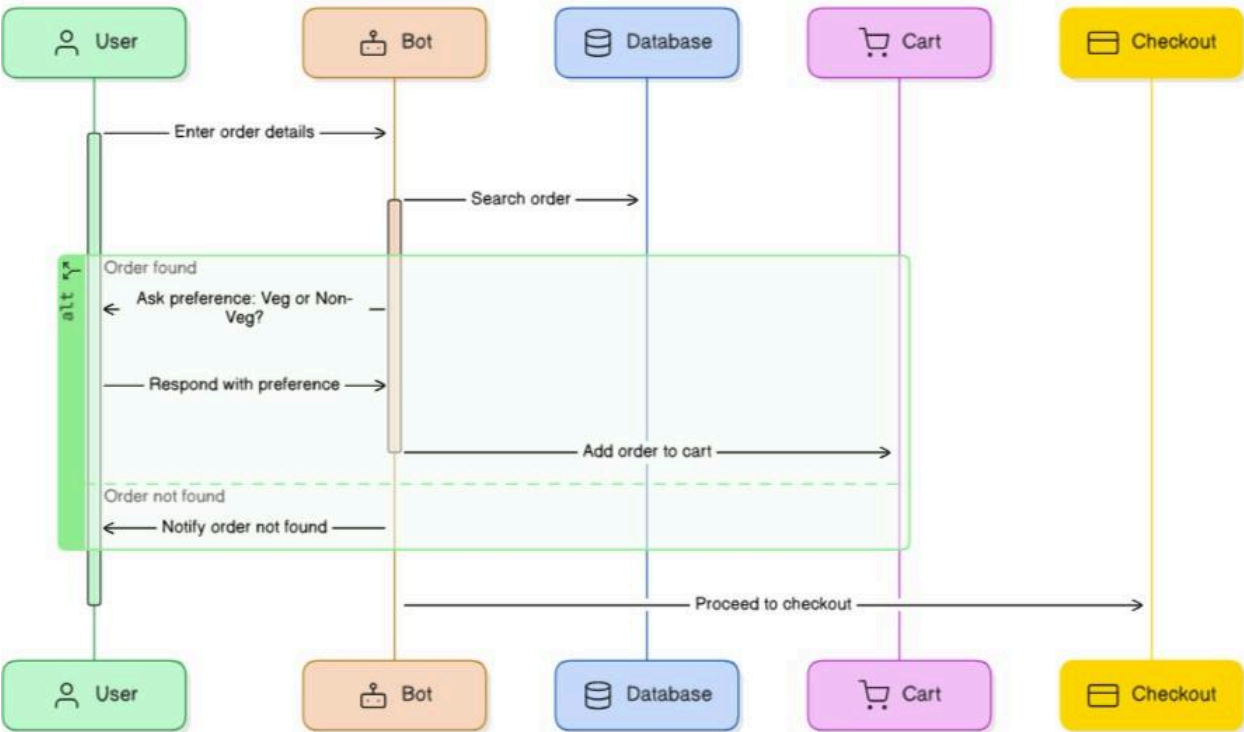 User
Bot
Database
Cart
Checkout
Enter order details
Search order
alt
Order found
Ask preference: Veg or Non-
Veg?
Respond with preference
Add order to cart
Order not found
Notify order not found
Proceed to checkout
User
Bot
Database
Cart
Checkout